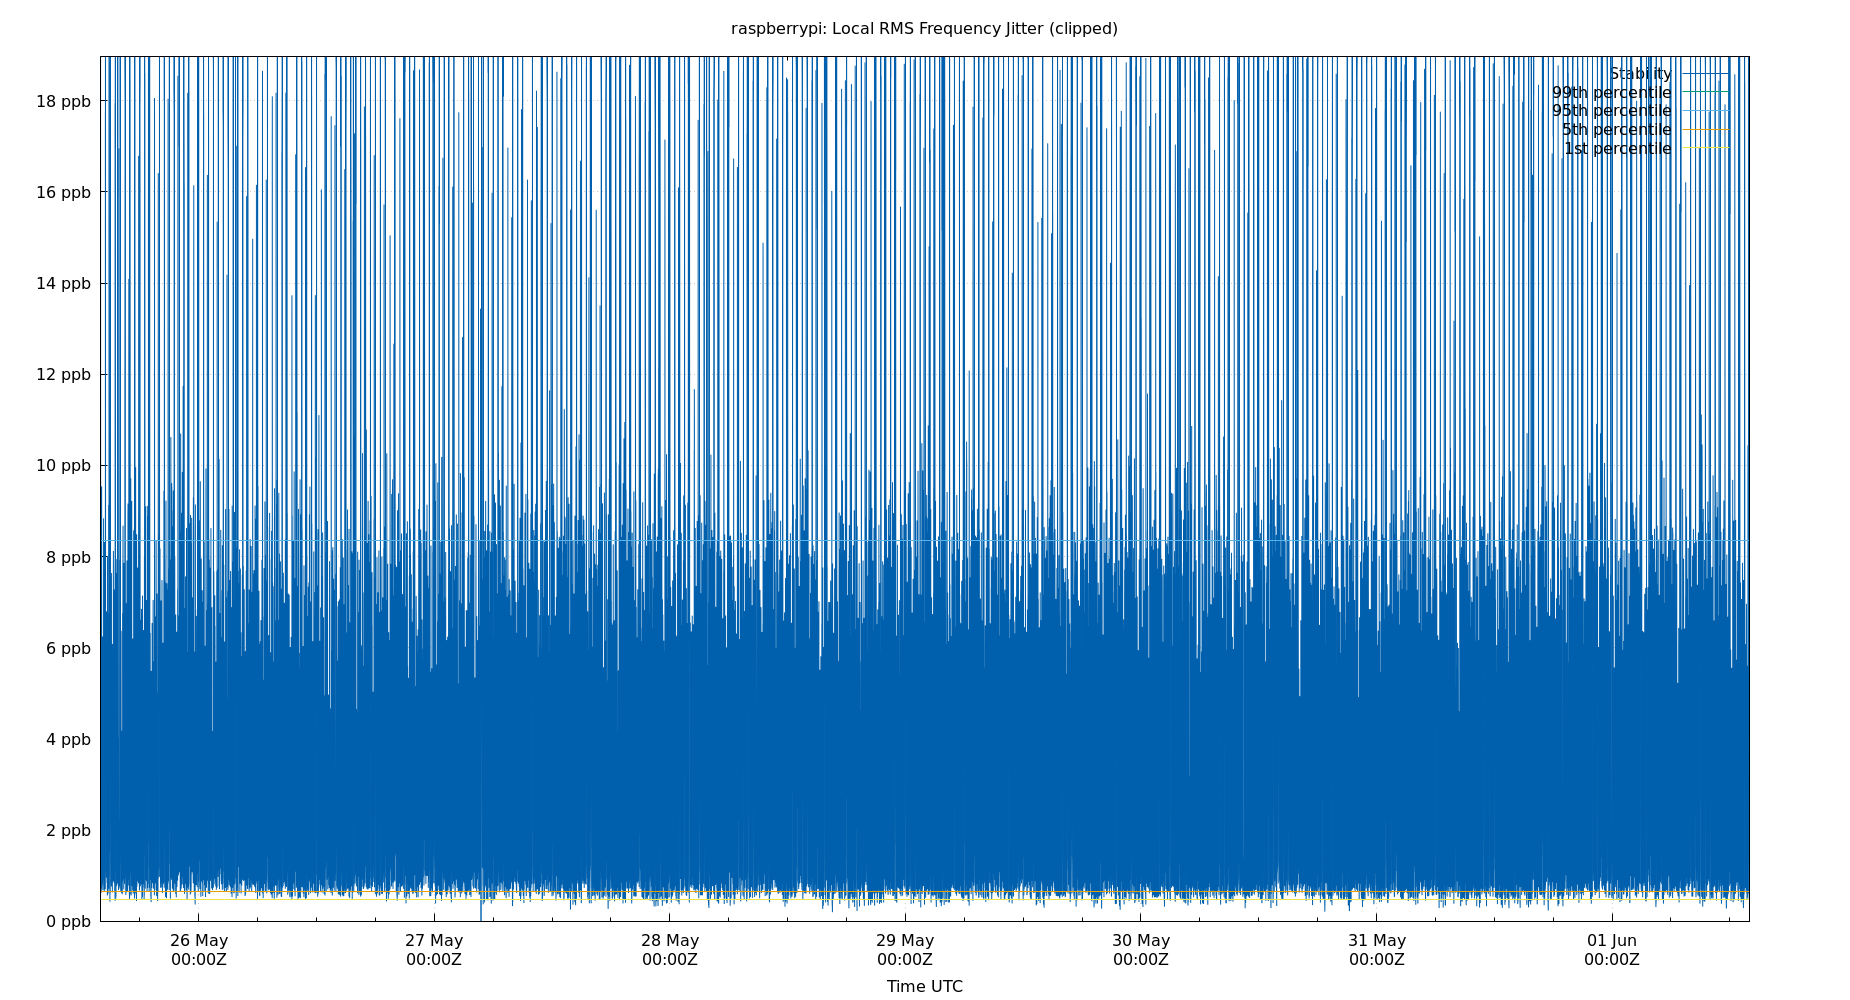 raspberrypi: Local RMS Frequency Jitter (clipped)
Stability
99th percentile
95th percentile
5th percentile
1st percentile
18 ppb
16 ppb
14 ppb
12 ppb
10 ppb
8 ppb
6 ppb
4 ppb
2 ppb
0 ppb
26 May 27 May 28 May 29 May 30 May 31 May 01 Jun
00:00Z 00:00Z 00:00Z 00:00Z 00:00Z 00:00Z 00:00Z
Time UTC